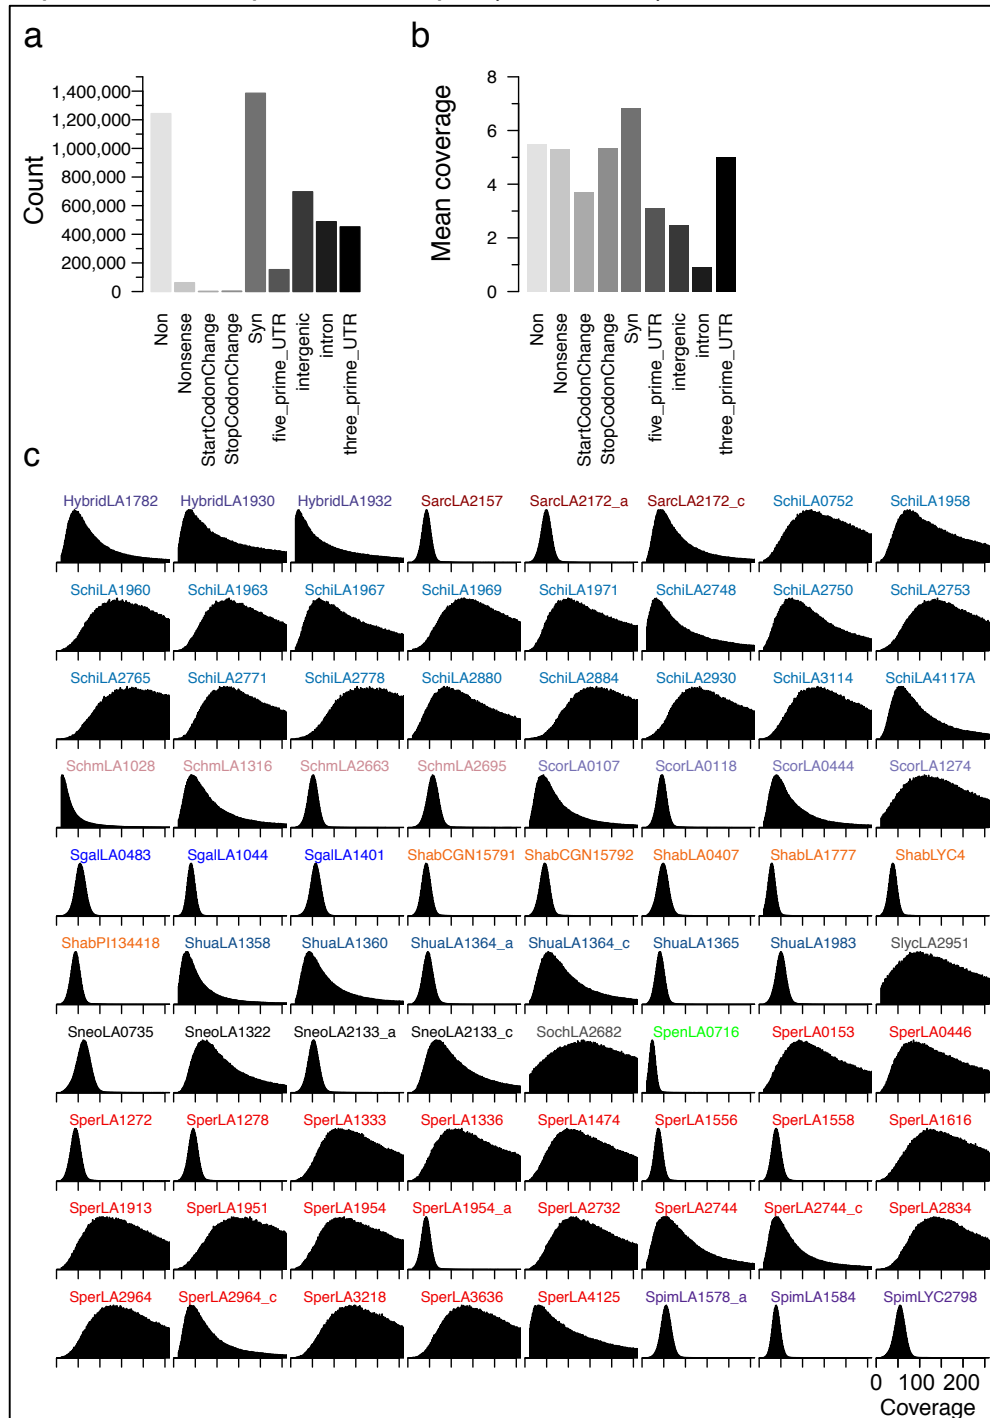 a
b
Count
1,400,000
1,200,000
1,000,000
800,000
600,000
400,000
200,000
0
Non
Nonsense
StartCodonChange
StopCodonChange
Syn
five_prime_UTR
intergenic
intron
three_prime_UTR
Mean coverage
8
6
4
2
0
Non
Nonsense
StartCodonChange
StopCodonChange
Syn
five_prime_UTR
intergenic
intron
three_prime_UTR
c
HybridLA1782 HybridLA1930 HybridLA1932 SarcLA2157 SarcLA2172_a SarcLA2172_c SchiLA0752 SchiLA1958
SchiLA1960 SchiLA1963 SchiLA1967 SchiLA1969 SchiLA1971 SchiLA2748 SchiLA2750 SchiLA2753
SchiLA2765 SchiLA2771 SchiLA2778 SchiLA2880 SchiLA2884 SchiLA2930 SchiLA3114 SchiLA4117A
SchmLA1028 SchmLA1316 SchmLA2663 SchmLA2695 ScorLA0107 ScorLA0118 ScorLA0444 ScorLA1274
SgalLA0483 SgalLA1044 SgalLA1401 ShabCGN15791 ShabCGN15792 ShabLA0407 ShabLA1777 ShabLYC4
ShabPI134418 ShuaLA1358 ShuaLA1360 ShuaLA1364_a ShuaLA1364_c ShuaLA1365 ShuaLA1983 SlycLA2951
SneoLA0735 SneoLA1322 SneoLA2133_a SneoLA2133_c SochLA2682 SpenLA0716 SperLA0153 SperLA0446
SperLA1272 SperLA1278 SperLA1333 SperLA1336 SperLA1474 SperLA1556 SperLA1558 SperLA1616
SperLA1913 SperLA1951 SperLA1954 SperLA1954_a SperLA2732 SperLA2744 SperLA2744_c SperLA2834
SperLA2964 SperLA2964_c SperLA3218 SperLA3636 SperLA4125 SpimLA1578_a SpimLA1584 SpimLYC2798
0 100 200
Coverage